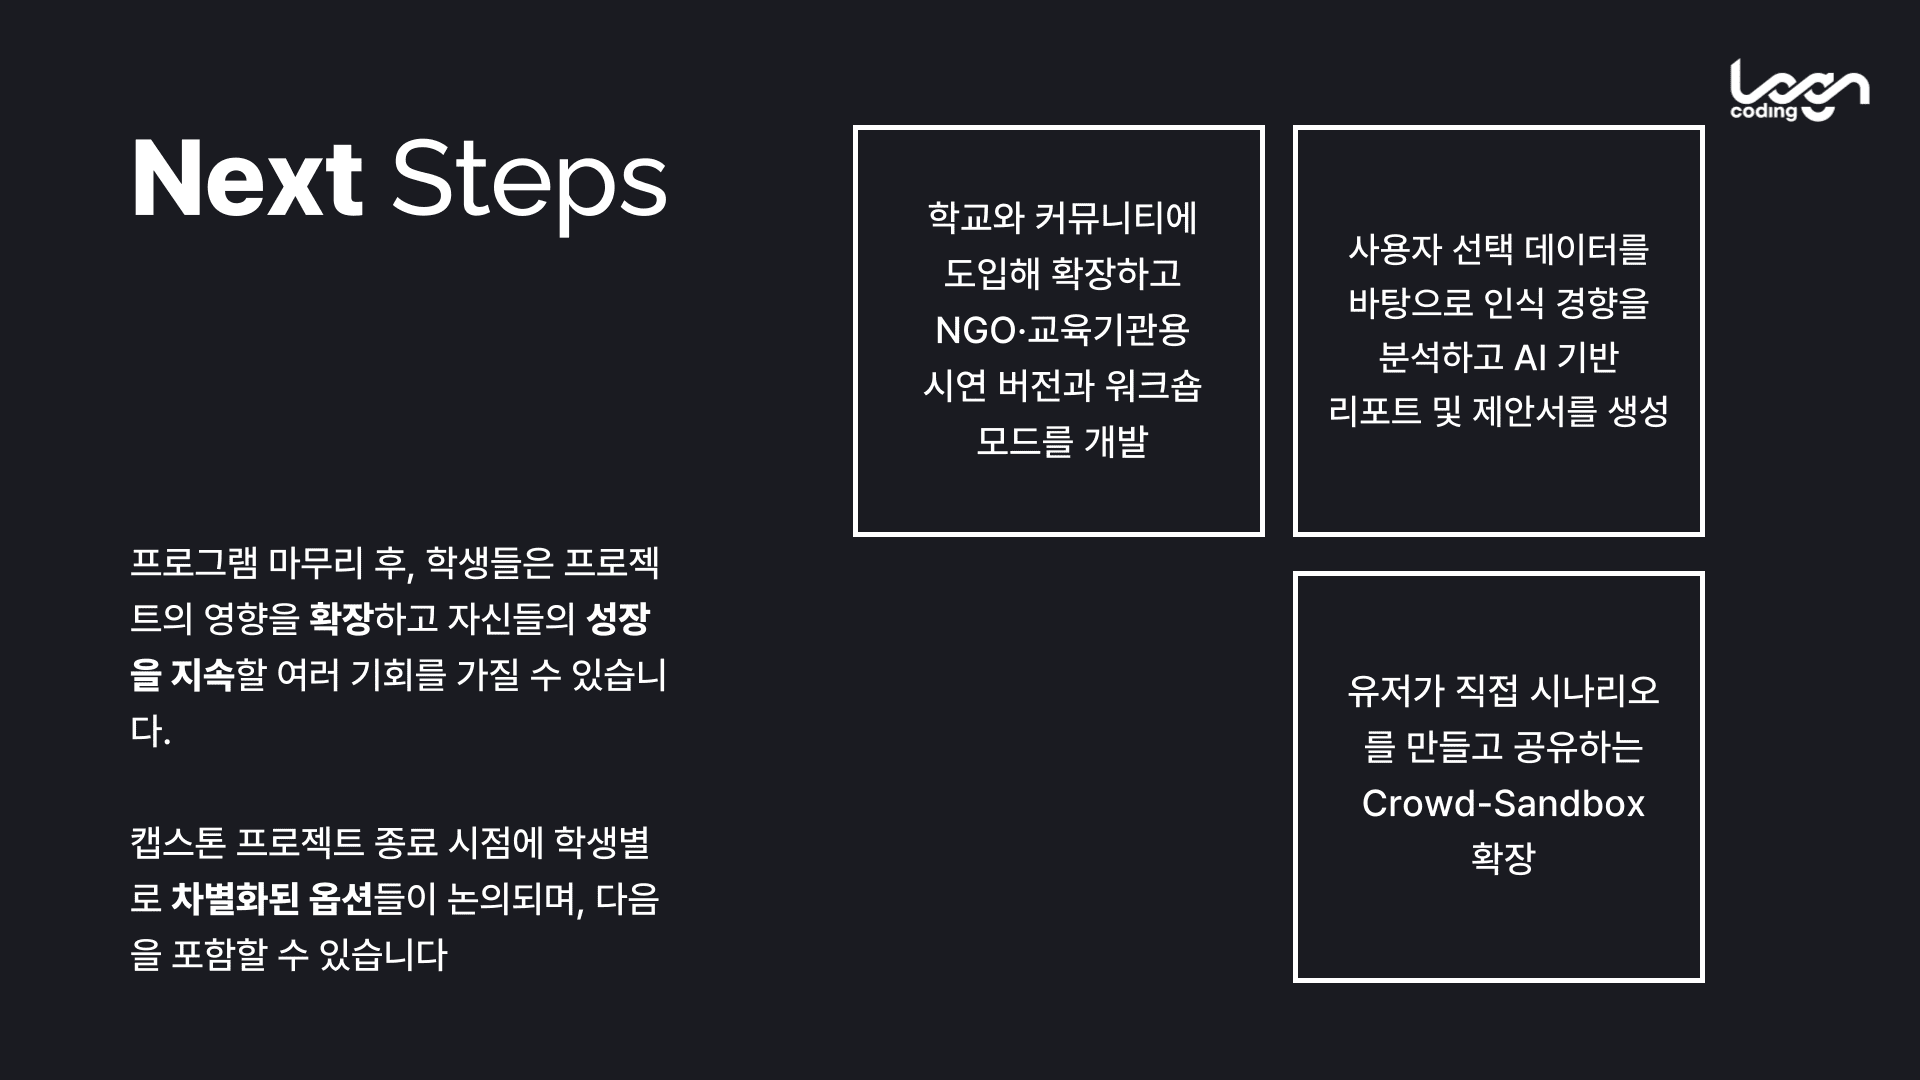 Logn
coding
Next Steps
프로그램 마무리 후, 학생들은 프로젝
트의 영향을 확장하고 자신들의 성장
을 지속할 여러 기회를 가질 수 있습니
다.
캡스톤 프로젝트 종료 시점에 학생별
로 차별화된 옵션들이 논의되며, 다음
을 포함할 수 있습니다
학교와 커뮤니티에
도입해 확장하고
NGO·교육기관용
시연 버전과 워크숍
모드를 개발
사용자 선택 데이터를
바탕으로 인식 경향을
분석하고 AI 기반
리포트 및 제안서를 생성
유저가 직접 시나리오
를 만들고 공유하는
Crowd-Sandbox
확장